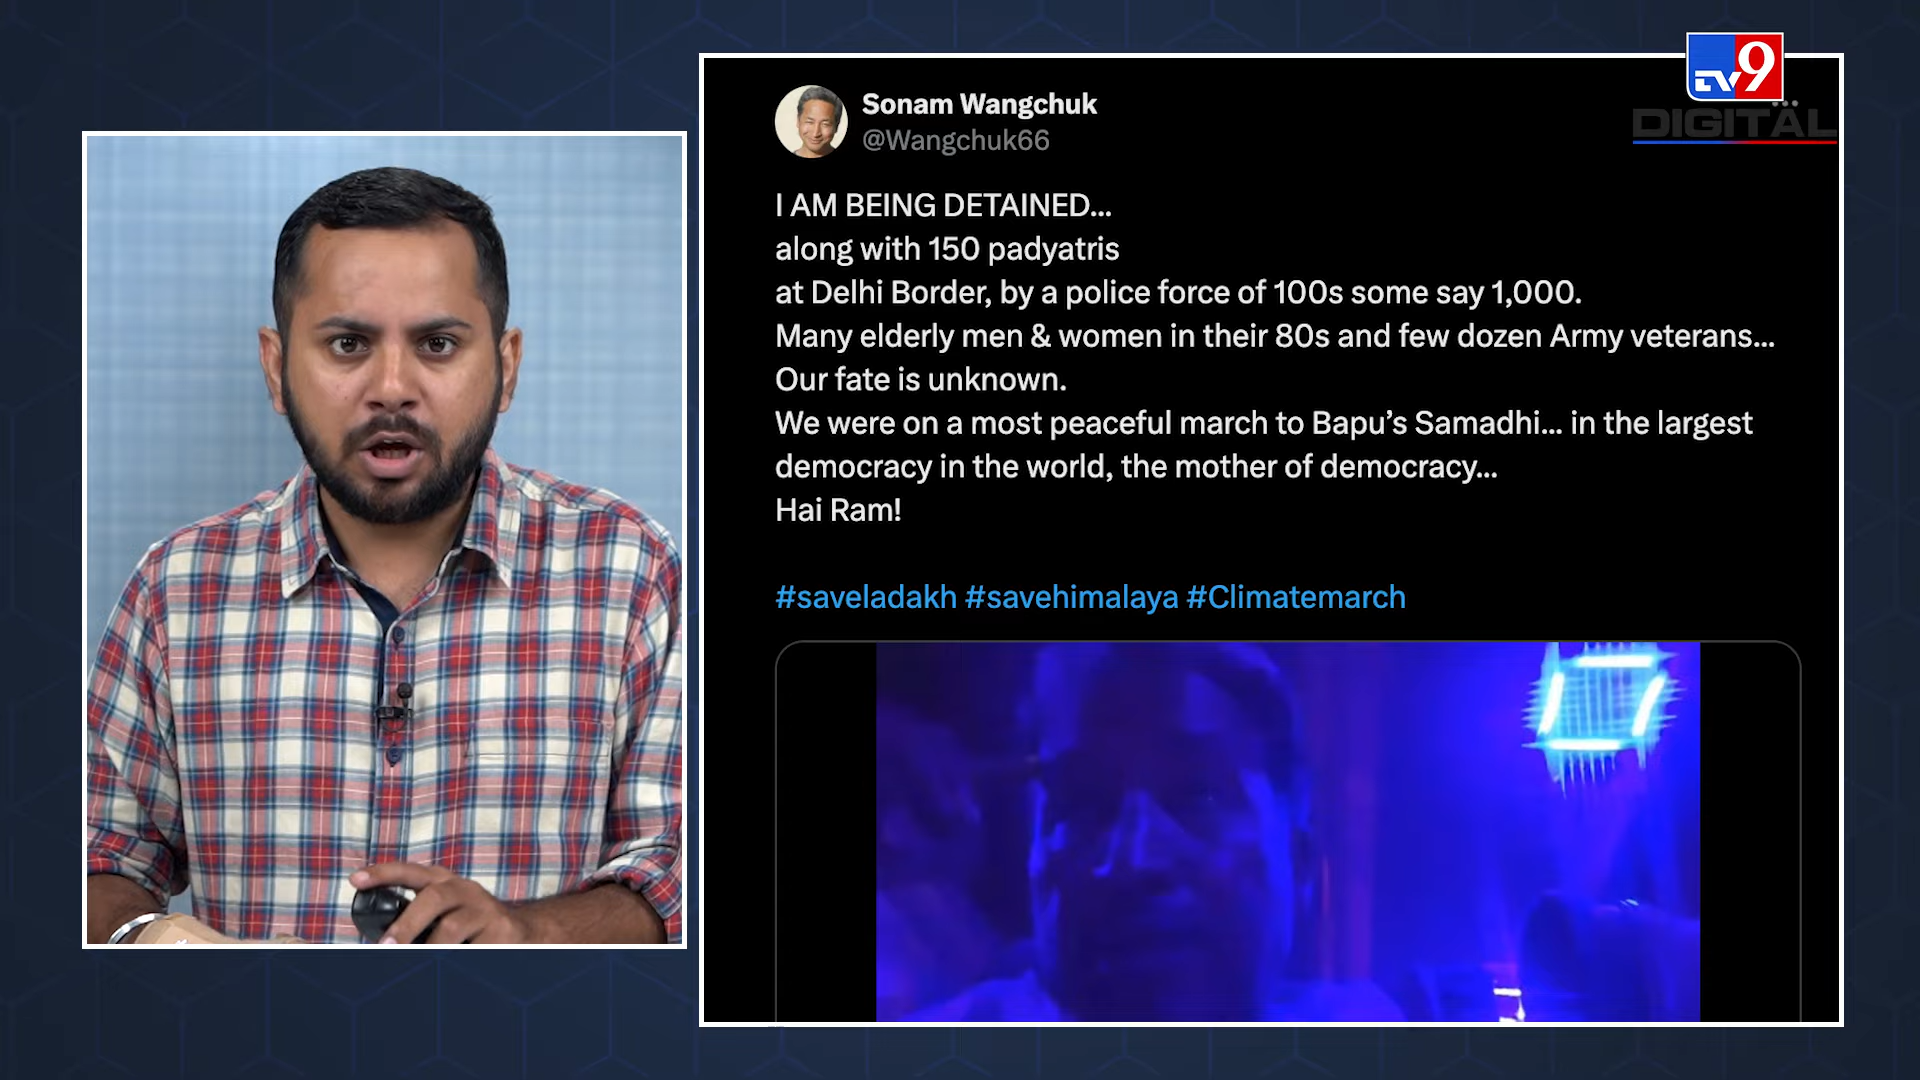 TV9
DIGITAL
Sonam Wangchuk
@Wangchuk66
I AM BEING DETAINED...
along with 150 padyatris
at Delhi Border, by a police force of 100s some say 1,000.
Many elderly men & women in their 80s and few dozen Army veterans...
Our fate is unknown.
We were on a most peaceful march to Bapu’s Samadhi... in the largest
democracy in the world, the mother of democracy...
Hai Ram!
#saveladakh #savehimalaya #Climatemarch